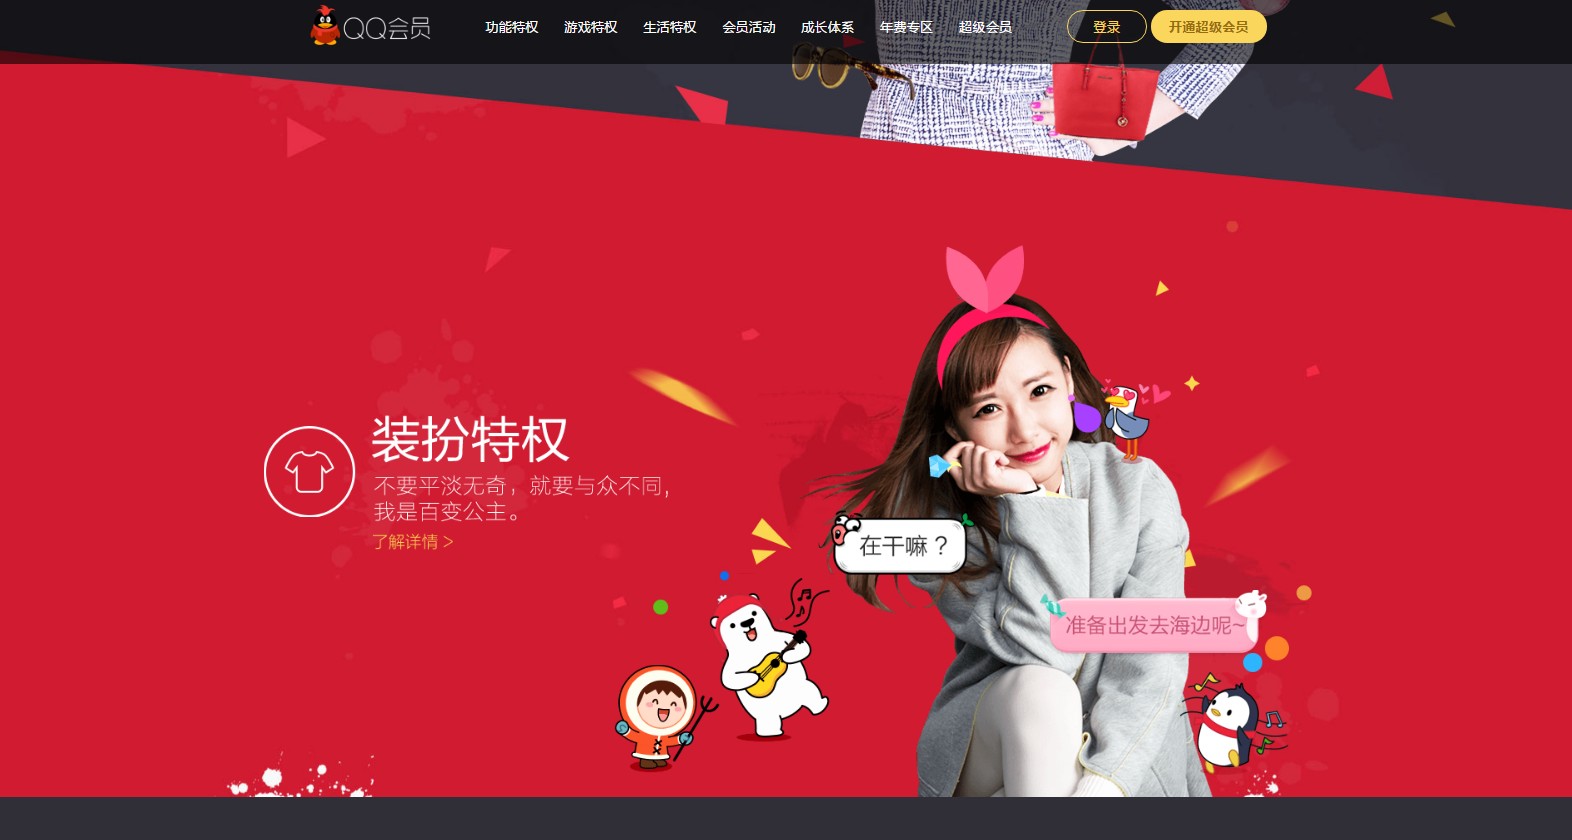 QQ会员
功能特权
游戏特权
生活特权
会员活动
成长体系
年费专区
超级会员
登录
开通超级会员
装扮特权
不要平淡无奇，就要与众不同，
我是百变公主。
了解详情 >
在干嘛？
准备出发去海边呢~